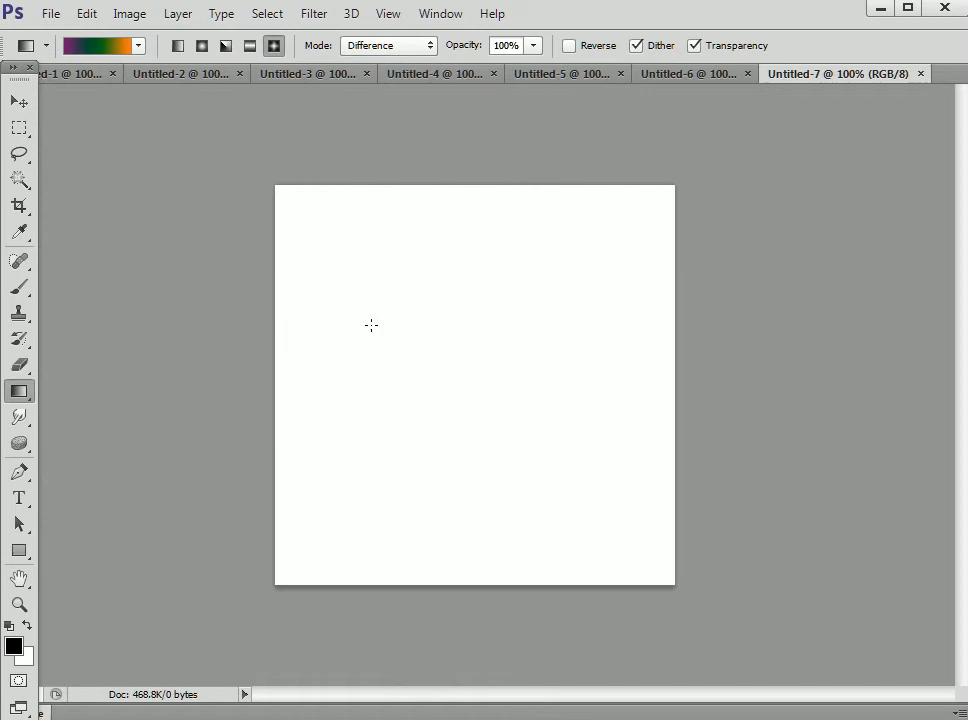 Ps File Edit Image Layer Type Select Filter 3D View Window Help
Mode: Difference Opacity: 100% Reverse Dither Transparency
ed-1 @ 100... × Untitled-2 @ 100... × Untitled-3 @ 100... × Untitled-4 @ 100... × Untitled-5 @ 100... × Untitled-6 @ 100... × Untitled-7 @ 100% (RGB/8) ×
T
Doc: 468.8K/0 bytes
e